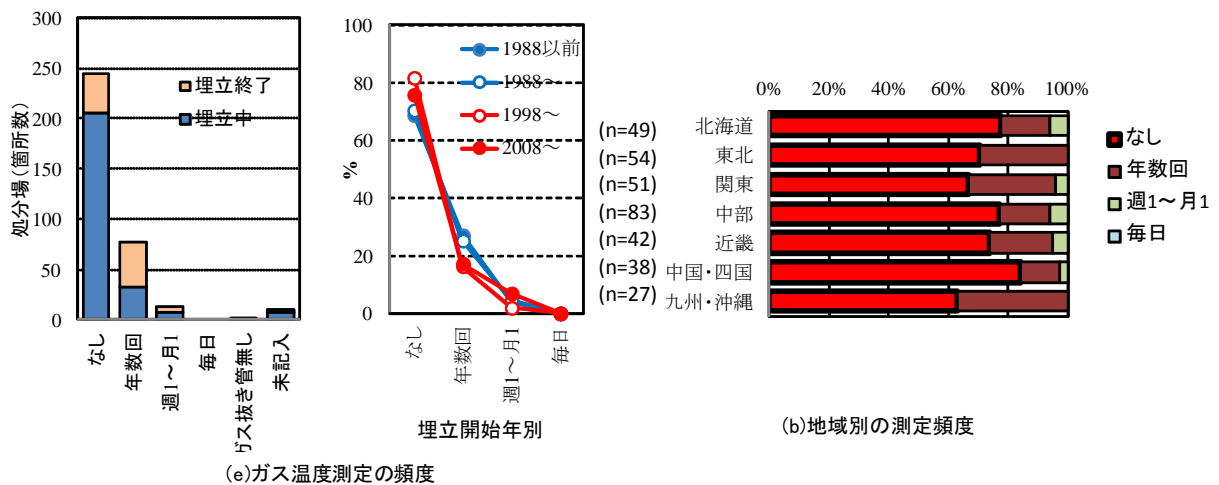 300
250
200
150
100
50
0
処分場(箇所数)
埋立終了
埋立中
なし
年数回
週1～月1
毎日
ガス抜き管無し
未記入
100
80
60
40
20
0
%
1988以前
1988～
1998～
2008～
なし
年数回
週1～月1
毎日
埋立開始年別
(e)ガス温度測定の頻度
0% 20% 40% 60% 80% 100%
(n=49) 北海道
(n=54) 東北
(n=51) 関東
(n=83) 中部
(n=42) 近畿
(n=38) 中国・四国
(n=27) 九州・沖縄
なし
年数回
週1～月1
毎日
(b)地域別の測定頻度